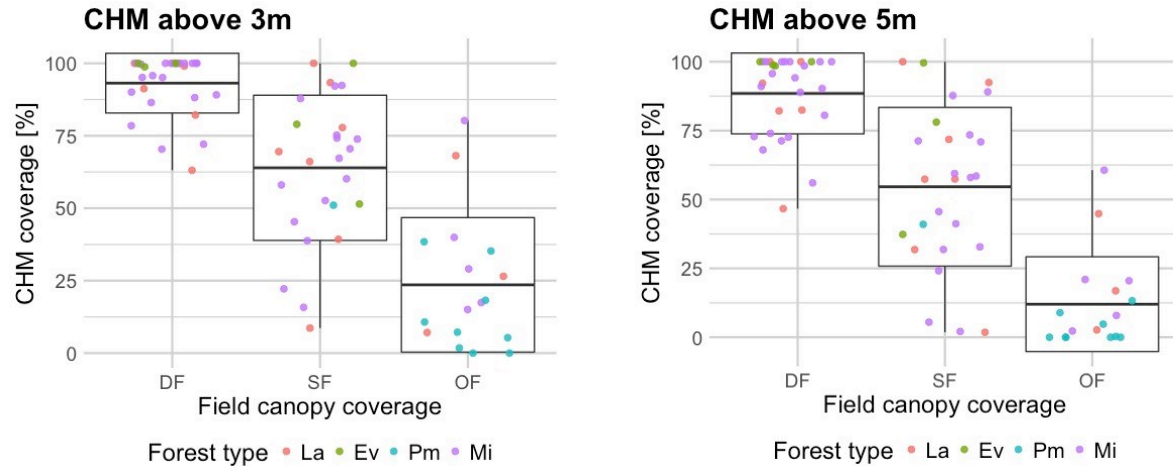 CHM above 3m
CHM coverage [%]
100
75
50
25
0
DF SF OF
Field canopy coverage
Forest type La Ev Pm Mi
CHM above 5m
CHM coverage [%]
100
75
50
25
0
DF SF OF
Field canopy coverage
Forest type La Ev Pm Mi